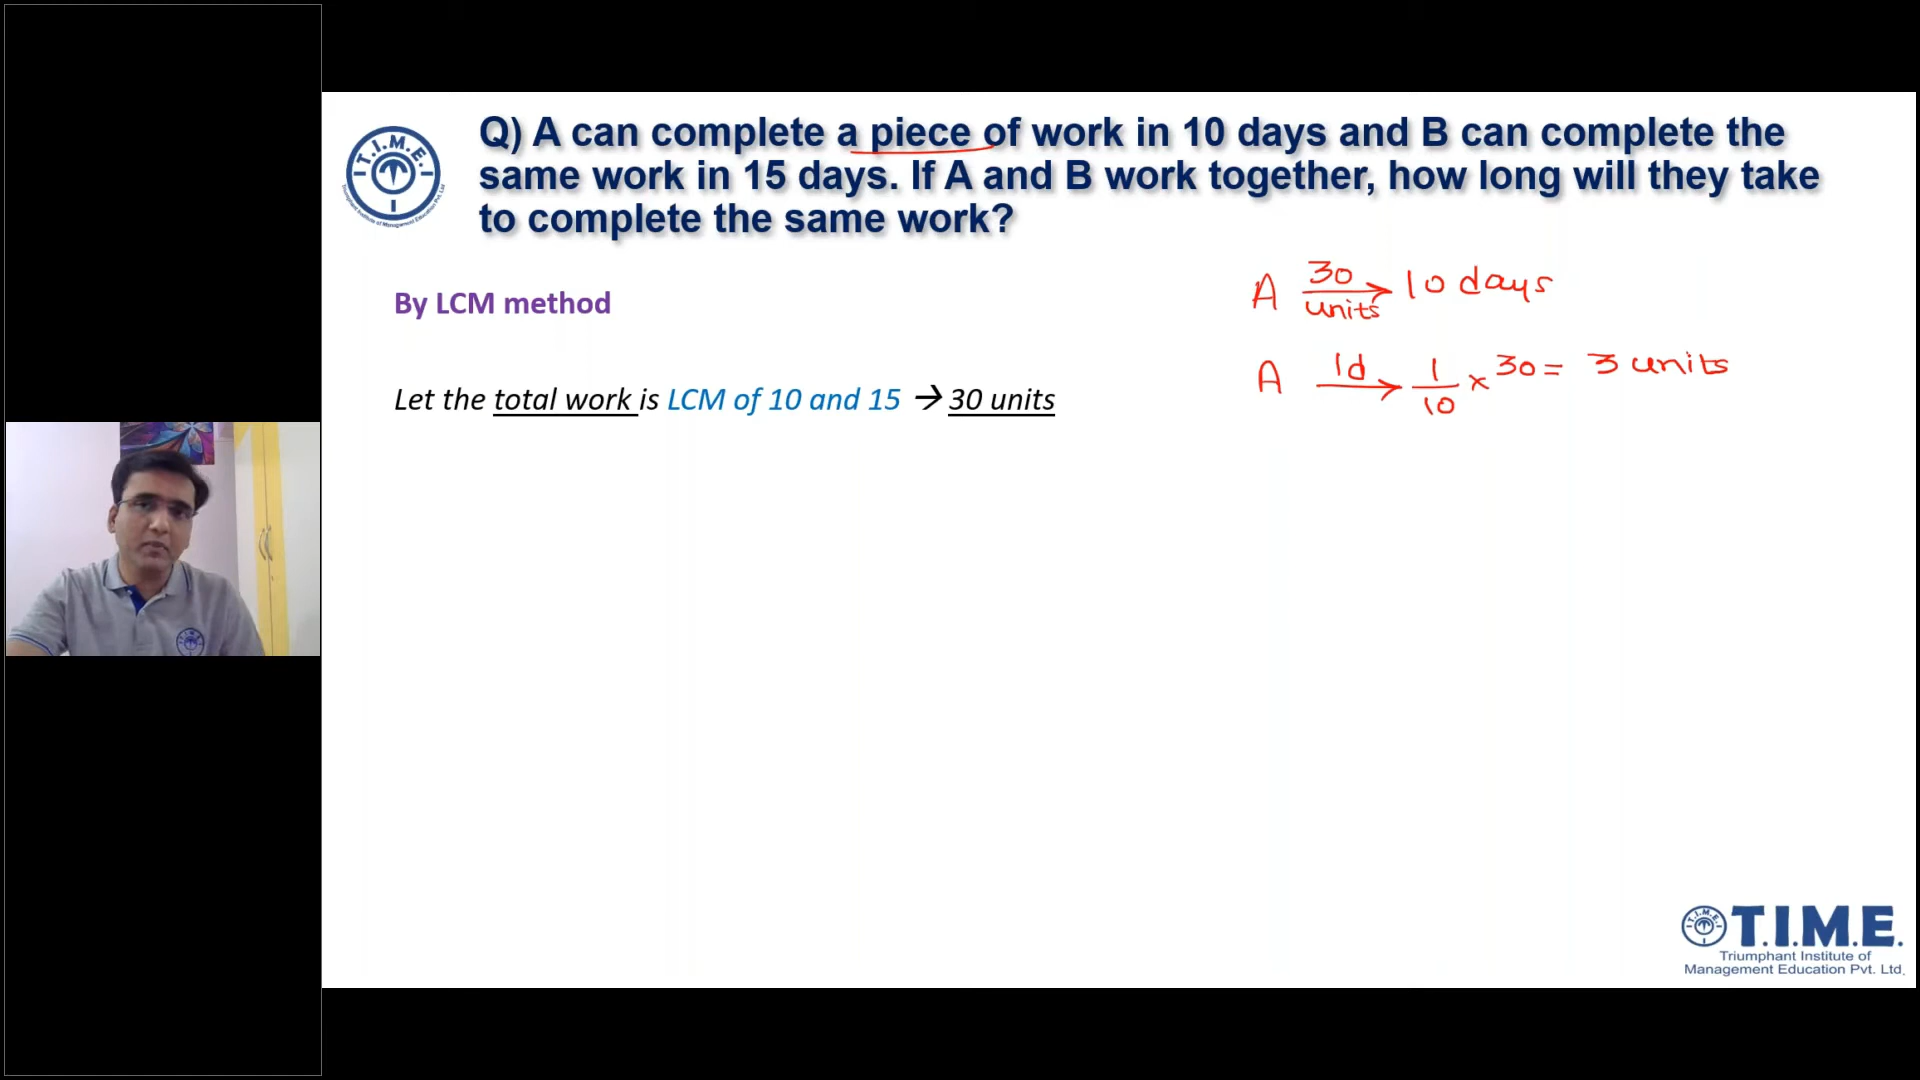 Q) A can complete a piece of work in 10 days and B can complete the
same work in 15 days. If A and B work together, how long will they take
to complete the same work?
T.I.M.E.
By LCM method
Let the total work is LCM of 10 and 15 → 30 units
A 30 units → 10 days
A 1d → 1/10 × 30 = 3 units
T.I.M.E.
Triumphant Institute of
Management Education Pvt. Ltd.